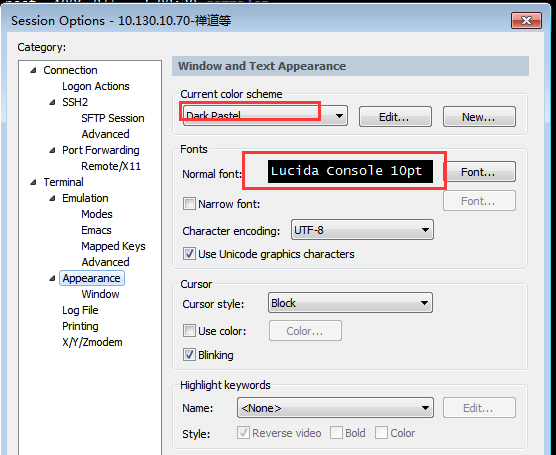 Session Options - 10.130.10.70-禅道等
Category:
Connection
Logon Actions
SSH2
SFTP Session
Advanced
Port Forwarding
Remote/X11
Terminal
Emulation
Modes
Emacs
Mapped Keys
Advanced
Appearance
Window
Log File
Printing
X/Y/Zmodem
Window and Text Appearance
Current color scheme
Dark Pastel
Edit...
New...
Fonts
Normal font:
Lucida Console 10pt
Font...
Narrow font:
Font...
Character encoding:
UTF-8
Use Unicode graphics characters
Cursor
Cursor style:
Block
Use color:
Color...
Blinking
Highlight keywords
Name:
<None>
Edit...
Style:
Reverse video
Bold
Color